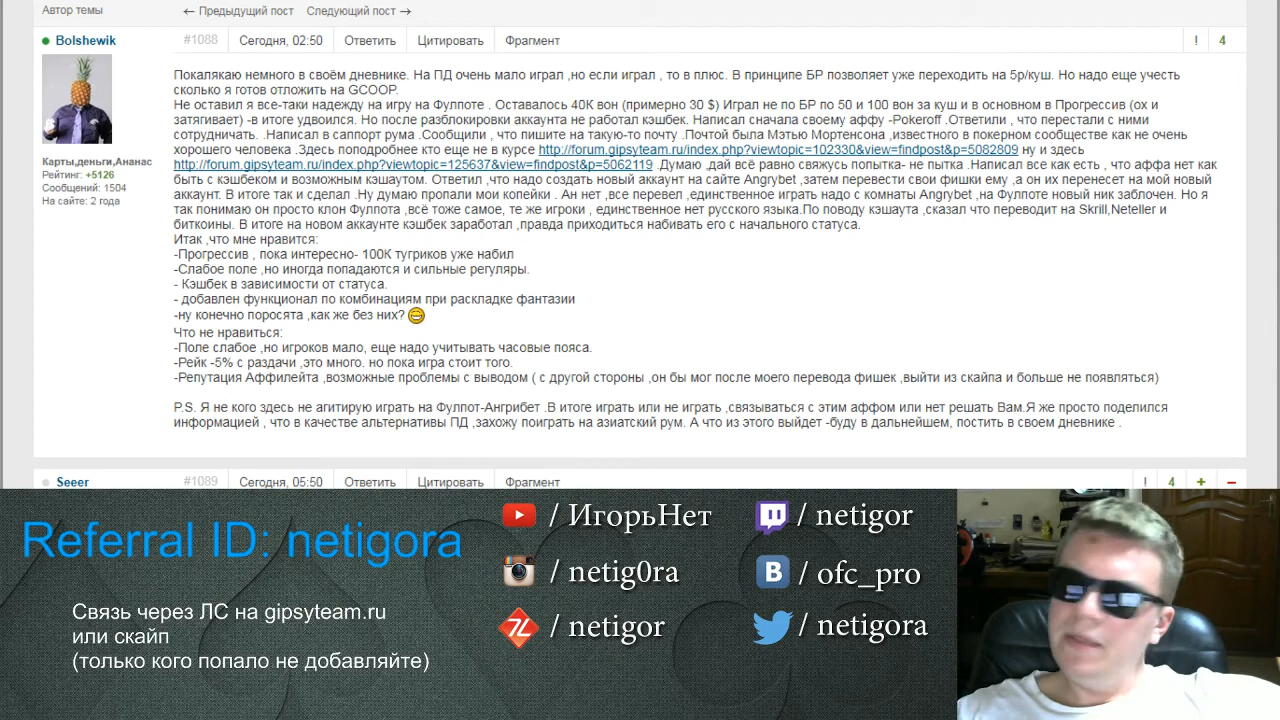 Автор темы
← Предыдущий пост Следующий пост →
Bolshewik #1088 Сегодня, 02:50 Ответить Цитировать Фрагмент ! 4
Карты,деньги,Ананас
Рейтинг: +5126
Сообщений: 1504
На сайте: 2 года
Покалякаю немного в своём дневнике. На ПД очень мало играл ,но если играл , то в плюс. В принципе БР позволяет уже переходить на 5р/куш. Но надо еще учесть
сколько я готов отложить на GCOOP.
Не оставил я все-таки надежду на игру на Фулпоте . Оставалось 40К вон (примерно 30 $) Играл не по БР по 50 и 100 вон за куш и в основном в Прогрессив (ох и
затягивает) -в итоге удвоился. Но после разблокировки аккаунта не работал кэшбек. Написал сначала своему аффу -Pokeroff .Ответили , что перестали с ними
сотрудничать. .Написал в саппорт рума .Сообщили , что пишите на такую-то почту .Почтой была Мэтью Мортенсона ,известного в покерном сообществе как не очень
хорошего человека .Здесь поподробнее кто еще не в курсе http://forum.gipsyteam.ru/index.php?viewtopic=102330&view=findpost&p=5082809 ну и здесь
http://forum.gipsyteam.ru/index.php?viewtopic=125637&view=findpost&p=5062119 .Думаю ,дай всё равно свяжусь попытка- не пытка .Написал все как есть , что аффа нет как
быть с кэшбеком и возможным кэшаутом. Ответил ,что надо создать новый аккаунт на сайте Angrybet ,затем перевести свои фишки ему ,а он их перенесет на мой новый
аккаунт. В итоге так и сделал .Ну думаю пропали мои копейки . Ан нет ,все перевел ,единственное играть надо с комнаты Angrybet ,на Фулпоте новый ник заблочен. Но я
так понимаю он просто клон Фулпота ,всё тоже самое, те же игроки , единственное нет русского языка.По поводу кэшаута ,сказал что переводит на Skrill,Neteller и
биткоины. В итоге на новом аккаунте кэшбек заработал ,правда приходиться набивать его с начального статуса.
Итак ,что мне нравится:
-Прогрессив , пока интересно- 100К тугриков уже набил
-Слабое поле ,но иногда попадаются и сильные регуляры.
- Кэшбек в зависимости от статуса.
- добавлен функционал по комбинациям при раскладке фантазии
-ну конечно поросята ,как же без них?
Что не нравиться:
-Поле слабое ,но игроков мало, еще надо учитывать часовые пояса.
-Рейк -5% с раздачи ,это много. но пока игра стоит того.
-Репутация Аффилейта ,возможные проблемы с выводом ( с другой стороны ,он бы мог после моего перевода фишек ,выйти из скайпа и больше не появляться)
P.S. Я не кого здесь не агитирую играть на Фулпот-Ангрибет .В итоге играть или не играть ,связываться с этим аффом или нет решать Вам.Я же просто поделился
информацией , что в качестве альтернативы ПД ,захожу поиграть на азиатский рум. А что из этого выйдет -буду в дальнейшем, постить в своем дневнике .
Seeer #1089 Сегодня, 05:50 Ответить Цитировать Фрагмент ! 4 + −
Referral ID: netigora
Связь через ЛС на gipsyteam.ru
или скайп
(только кого попало не добавляйте)
/ ИгорьНет
/ netigor
/ netig0ra
B / ofc_pro
/ netigor
/ netigora